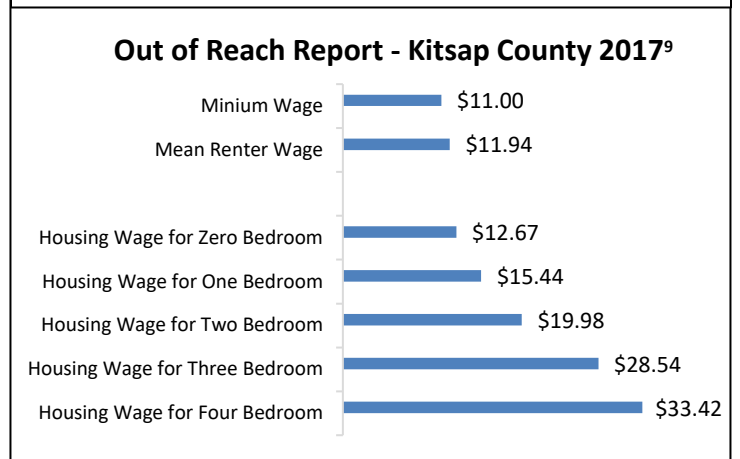 Out of Reach Report - Kitsap County 2017⁹
Minium Wage $11.00
Mean Renter Wage $11.94
Housing Wage for Zero Bedroom $12.67
Housing Wage for One Bedroom $15.44
Housing Wage for Two Bedroom $19.98
Housing Wage for Three Bedroom $28.54
Housing Wage for Four Bedroom $33.42